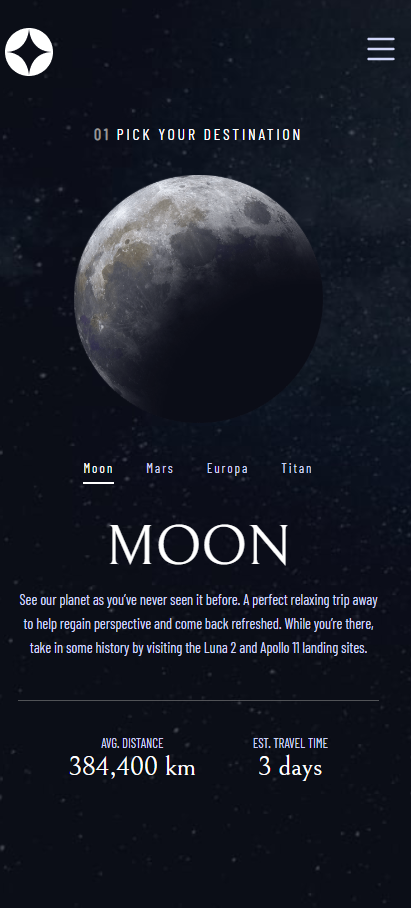 01 PICK YOUR DESTINATION
Moon Mars Europa Titan
MOON
See our planet as you’ve never seen it before. A perfect relaxing trip away
to help regain perspective and come back refreshed. While you’re there,
take in some history by visiting the Luna 2 and Apollo 11 landing sites.
AVG. DISTANCE EST. TRAVEL TIME
384,400 km 3 days